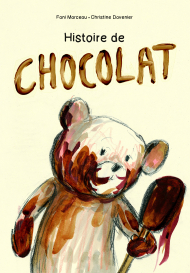 Fani Marceau - Christine Davenier
Histoire de
CHOCOLAT